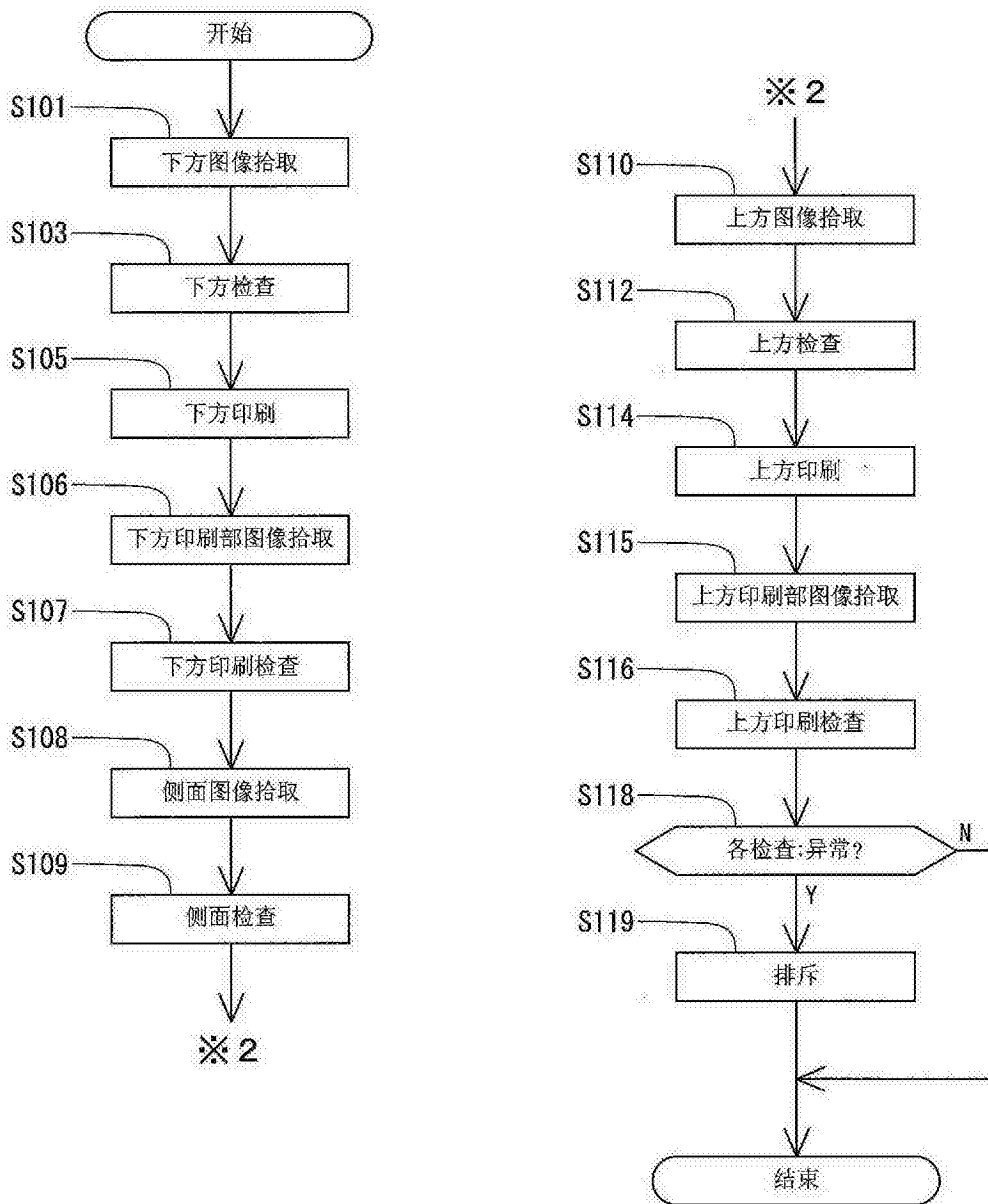 开始
S101
下方图像拾取
S103
下方检查
S105
下方印刷
S106
下方印刷部图像拾取
S107
下方印刷检查
S108
侧面图像拾取
S109
侧面检查
※2
※2
S110
上方图像拾取
S112
上方检查
S114
上方印刷
S115
上方印刷部图像拾取
S116
上方印刷检查
S118
各检查:异常?
N
Y
S119
排斥
结束